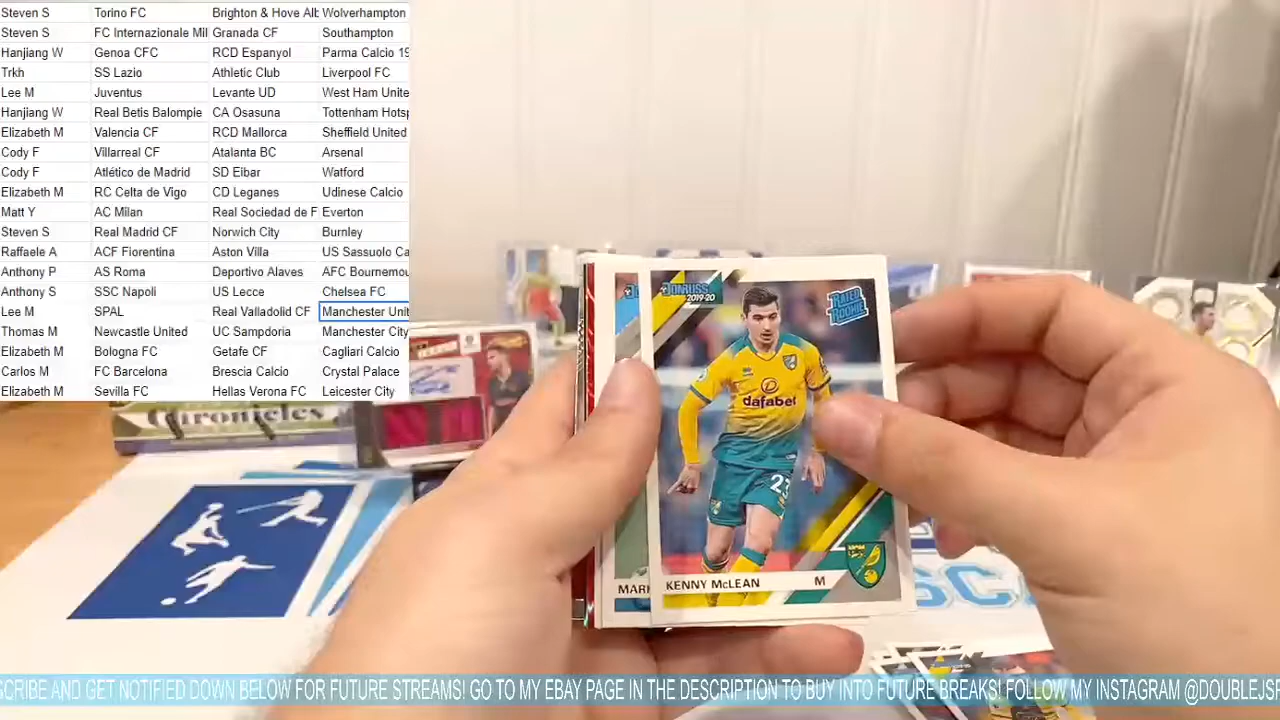 Steven S Torino FC Brighton & Hove Alb Wolverhampton
Steven S FC Internazionale Mil Granada CF Southampton
Hanjiang W Genoa CFC RCD Espanyol Parma Calcio 19
Trkh SS Lazio Athletic Club Liverpool FC
Lee M Juventus Levante UD West Ham Unite
Hanjiang W Real Betis Balompie CA Osasuna Tottenham Hotsp
Elizabeth M Valencia CF RCD Mallorca Sheffield United
Cody F Villarreal CF Atalanta BC Arsenal
Cody F Atlético de Madrid SD Eibar Watford
Elizabeth M RC Celta de Vigo CD Leganes Udinese Calcio
Matt Y AC Milan Real Sociedad de F Everton
Steven S Real Madrid CF Norwich City Burnley
Raffaele A ACF Fiorentina Aston Villa US Sassuolo Ca
Anthony P AS Roma Deportivo Alaves AFC Bournemou
Anthony S SSC Napoli US Lecce Chelsea FC
Lee M SPAL Real Valladolid CF Manchester Unit
Thomas M Newcastle United UC Sampdoria Manchester City
Elizabeth M Bologna FC Getafe CF Cagliari Calcio
Carlos M FC Barcelona Brescia Calcio Crystal Palace
Elizabeth M Sevilla FC Hellas Verona FC Leicester City
DONRUSS
2019-20
RATED ROOKIE
dafabet
23
Chronicles
MARK
KENNY McLEAN M
SCRIBE AND GET NOTIFIED DOWN BELOW FOR FUTURE STREAMS! GO TO MY EBAY PAGE IN THE DESCRIPTION TO BUY INTO FUTURE BREAKS! FOLLOW MY INSTAGRAM @DOUBLEJSP